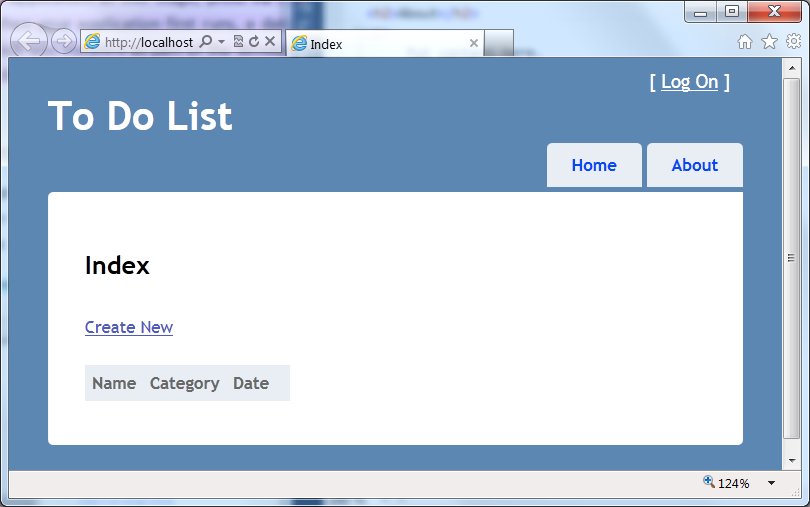 http://localhost
Index
[ Log On ]
To Do List
Home
About
Index
Create New
Name Category Date
124%